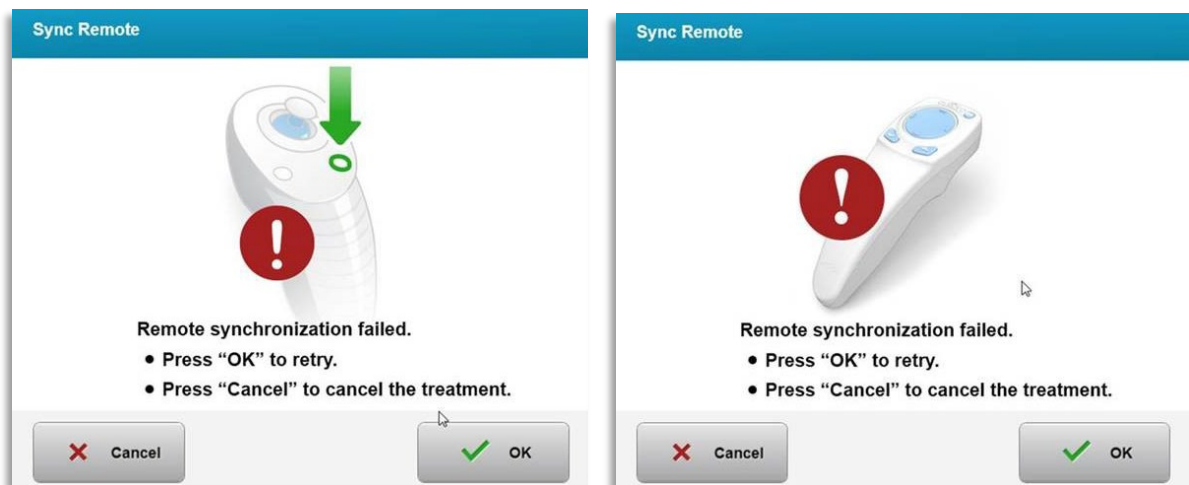 Sync Remote
Remote synchronization failed.
• Press “OK” to retry.
• Press “Cancel” to cancel the treatment.
Cancel
OK
Sync Remote
Remote synchronization failed.
• Press “OK” to retry.
• Press “Cancel” to cancel the treatment.
Cancel
OK